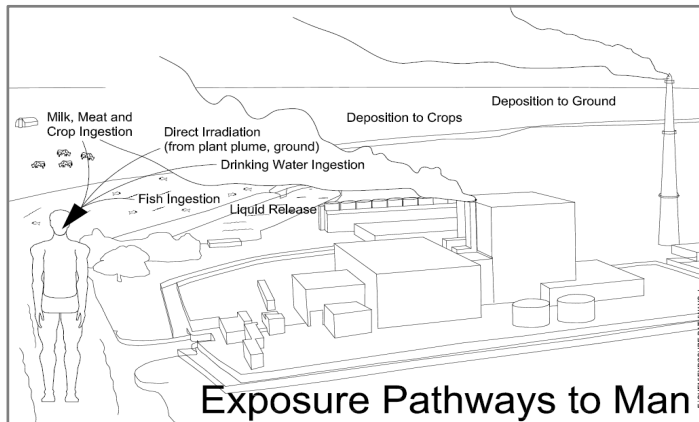 Deposition to Ground
Deposition to Crops
Milk, Meat and
Crop Ingestion
Direct Irradiation
(from plant plume, ground)
Drinking Water Ingestion
Fish Ingestion
Liquid Release
Exposure Pathways to Man